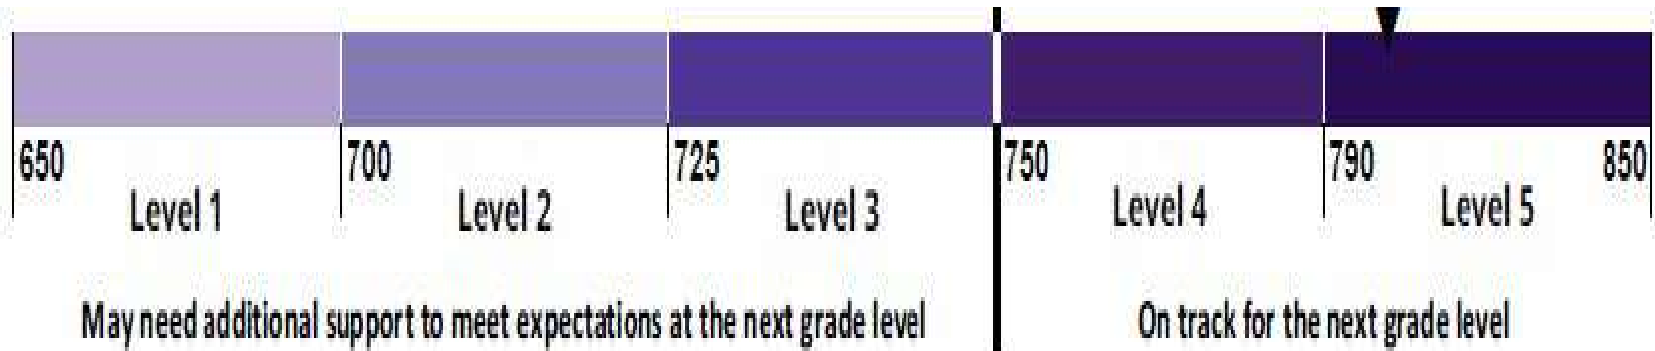 650 700 725 750 790 850
Level 1 Level 2 Level 3 Level 4 Level 5
May need additional support to meet expectations at the next grade level On track for the next grade level